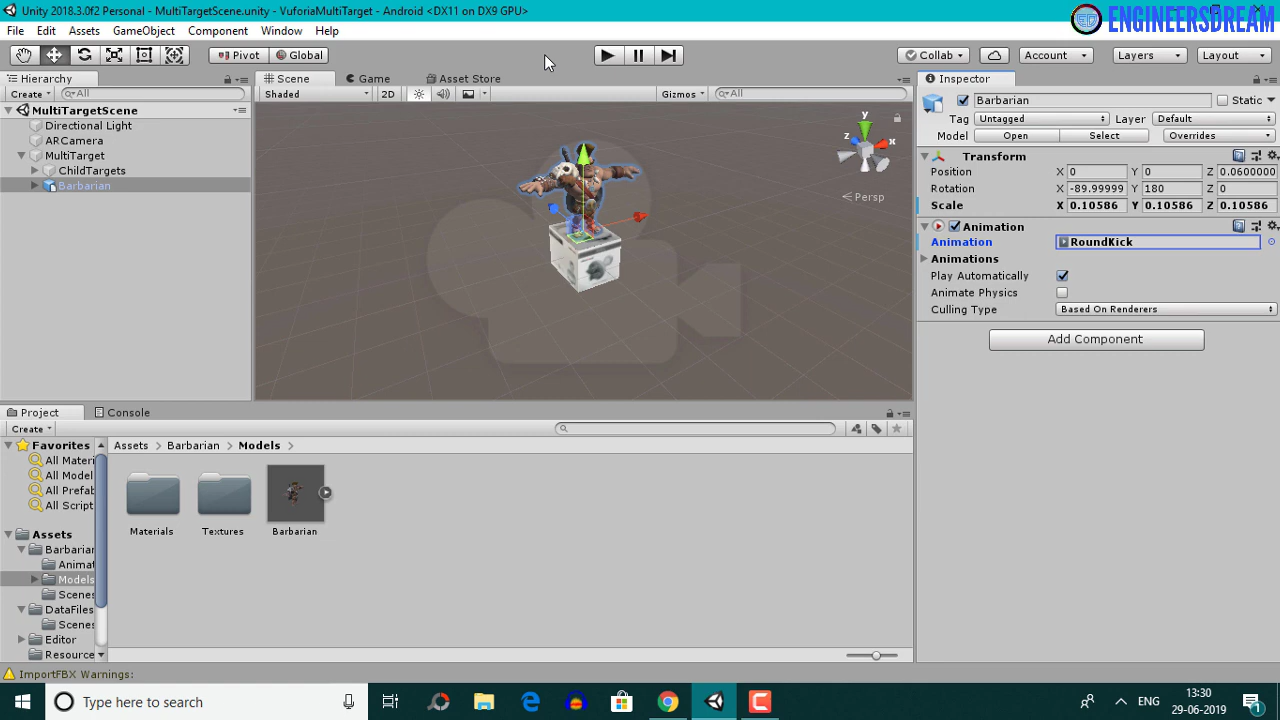 Unity 2018.3.0f2 Personal - MultiTargetScene.unity - VuforiaMultiTarget - Android <DX11 on DX9 GPU>
ENGINEERSDREAM
File Edit Assets GameObject Component Window Help
Pivot Global Collab Account Layers Layout
Hierarchy Scene Game Asset Store Inspector
Create All Shaded 2D Gizmos All
Barbarian Static
MultiTargetScene
Tag Untagged Layer Default
Directional Light
Model Open Select Overrides
ARCamera
MultiTarget
Transform
ChildTargets
Position X 0 Y 0 Z 0.0600000
Barbarian
Rotation X -89.99999 Y 180 Z 0
Scale X 0.10586 Y 0.10586 Z 0.10586
y
z
x
Persp
Animation
Animation RoundKick
Animations
Play Automatically
Animate Physics
Culling Type Based On Renderers
Add Component
Project Console
Create
Favorites
Assets Barbarian Models
All Materi
All Model
All Prefab
All Script
Materials Textures Barbarian
Assets
Barbarian
Animat
Models
Scenes
DataFiles
Scenes
Editor
Resource
ImportFBX Warnings:
Type here to search
ENG
13:30
29-06-2019
1